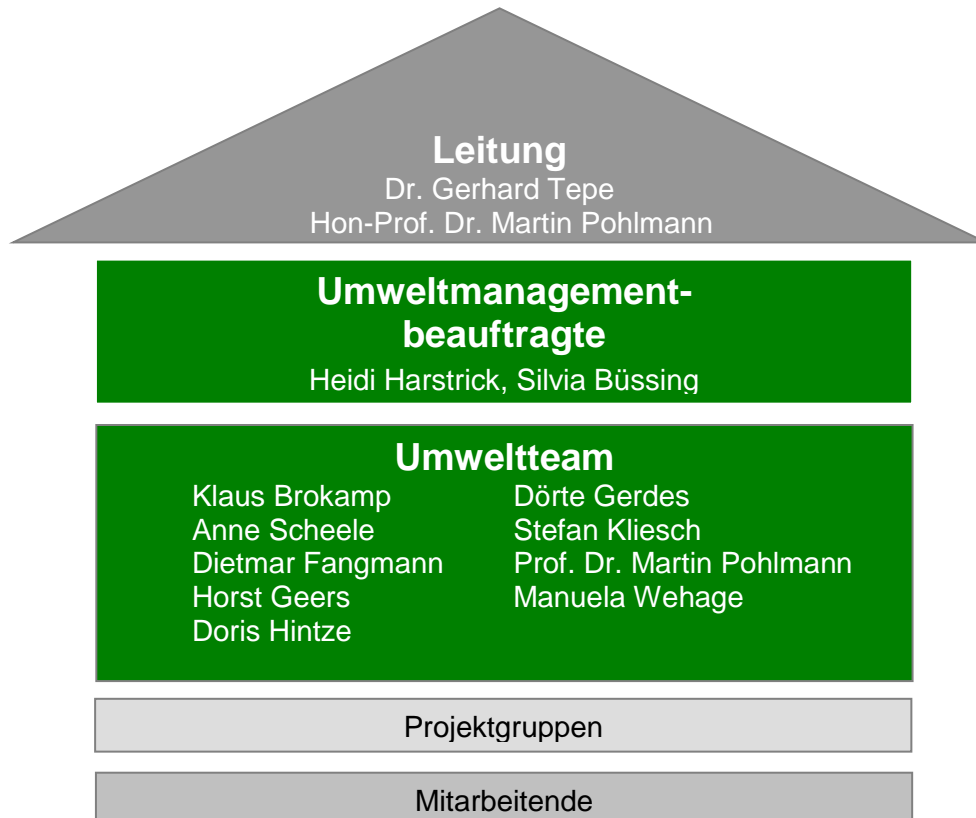 Leitung
Dr. Gerhard Tepe
Hon-Prof. Dr. Martin Pohlmann
Umweltmanagement-
beauftragte
Heidi Harstrick, Silvia Büssing
Umweltteam
Klaus Brokamp
Anne Scheele
Dietmar Fangmann
Horst Geers
Doris Hintze
Dörte Gerdes
Stefan Kliesch
Prof. Dr. Martin Pohlmann
Manuela Wehage
Projektgruppen
Mitarbeitende